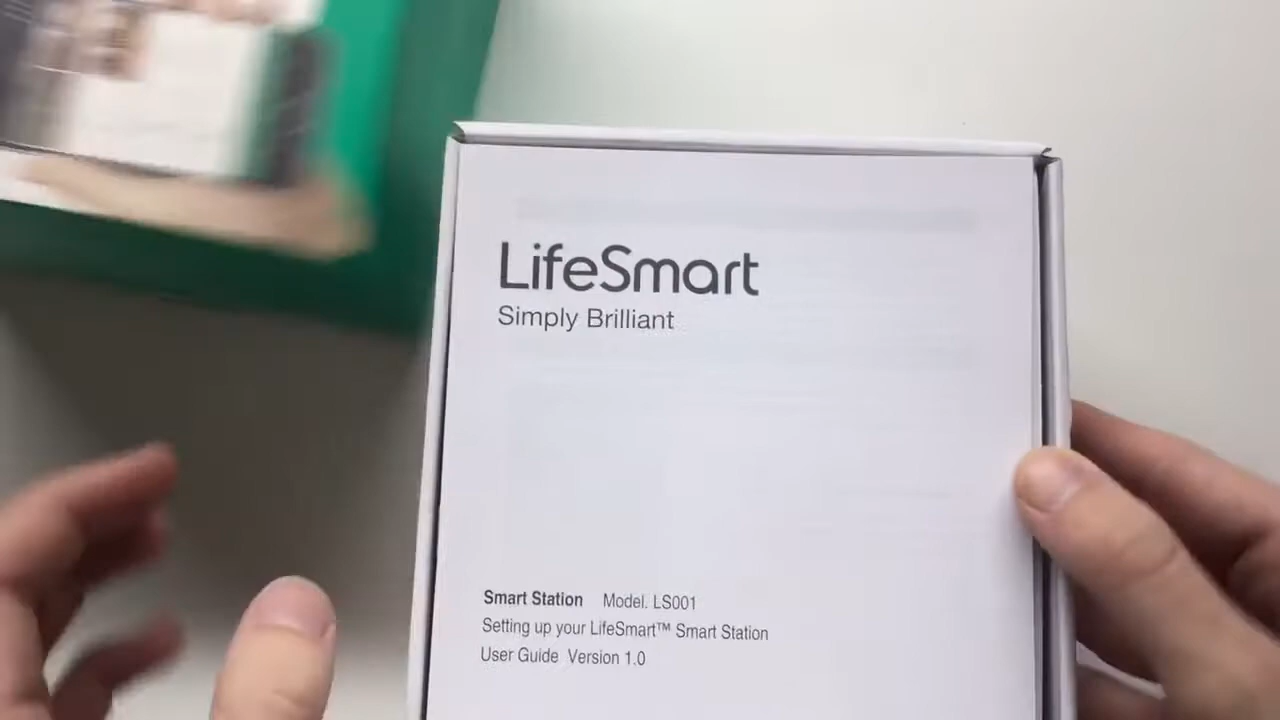 LifeSmart
Simply Brilliant
Smart Station Model. LS001
Setting up your LifeSmart™ Smart Station
User Guide Version 1.0